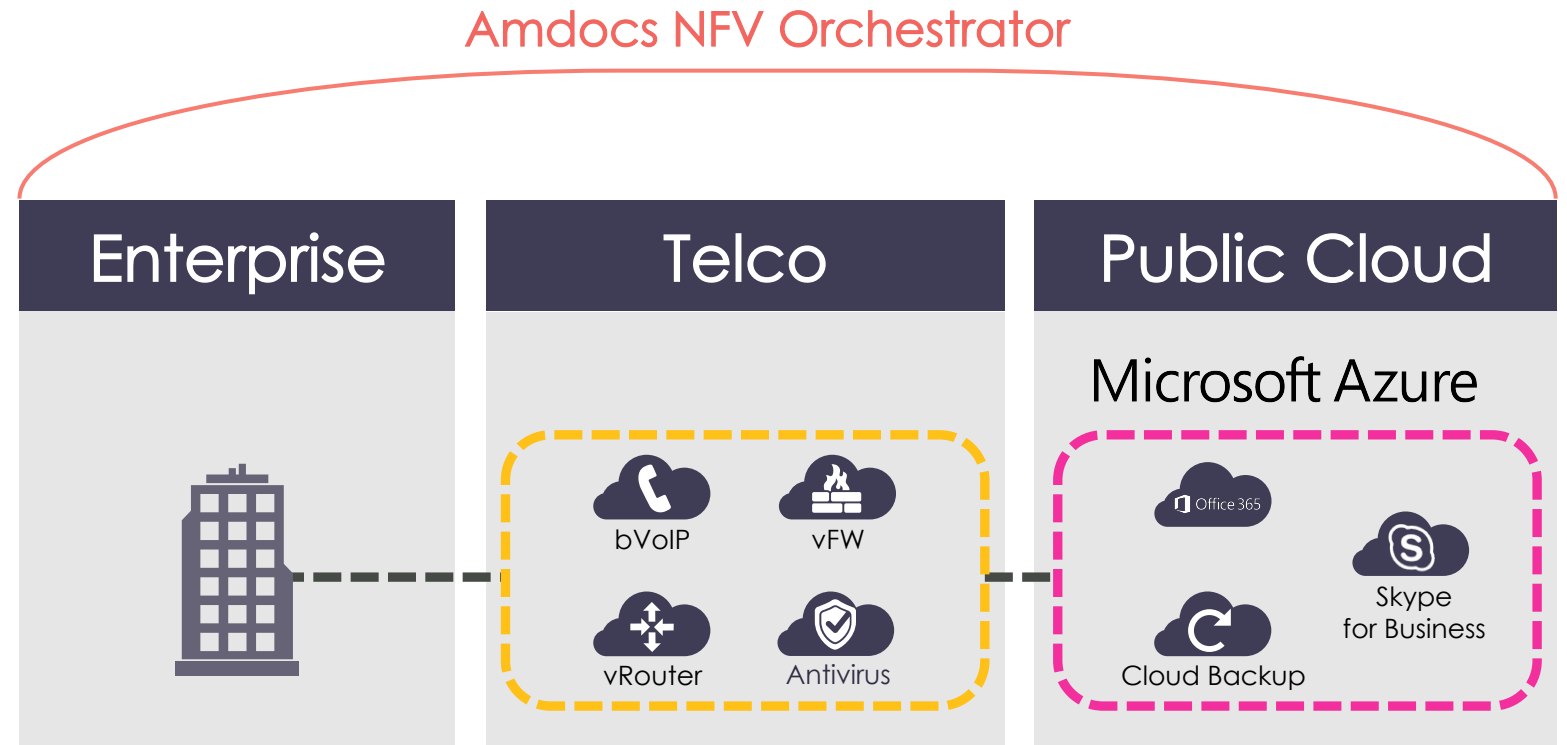 Amdocs NFV Orchestrator
Enterprise
Telco
Public Cloud
Microsoft Azure
bVoIP
vFW
vRouter
Antivirus
Office 365
Skype
for Business
Cloud Backup